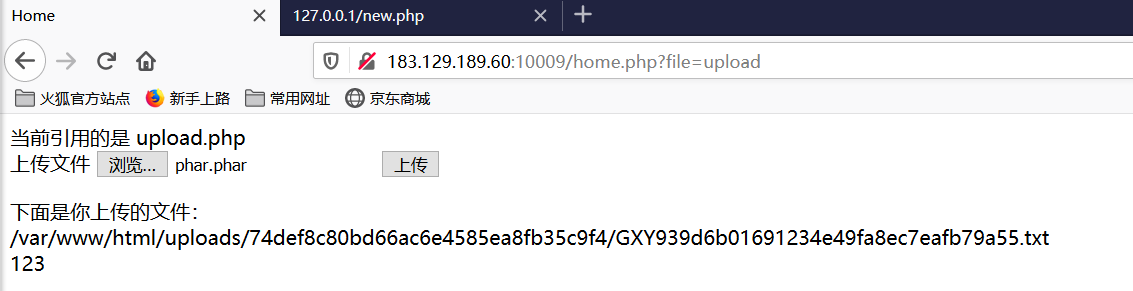 Home
127.0.0.1/new.php
183.129.189.60:10009/home.php?file=upload
火狐官方站点 新手上路 常用网址 京东商城
当前引用的是 upload.php
上传文件 浏览... phar.phar 上传
下面是你上传的文件：
/var/www/html/uploads/74def8c80bd66ac6e4585ea8fb35c9f4/GXY939d6b01691234e49fa8ec7eafb79a55.txt
123